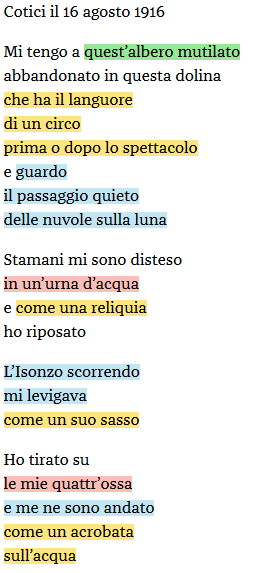 Cotici il 16 agosto 1916
Mi tengo a quest’albero mutilato
abbandonato in questa dolina
che ha il languore
di un circo
prima o dopo lo spettacolo
e guardo
il passaggio quieto
delle nuvole sulla luna
Stamani mi sono disteso
in un’urna d’acqua
e come una reliquia
ho riposato
L’Isonzo scorrendo
mi levigava
come un suo sasso
Ho tirato su
le mie quattr’ossa
e me ne sono andato
come un acrobata
sull’acqua